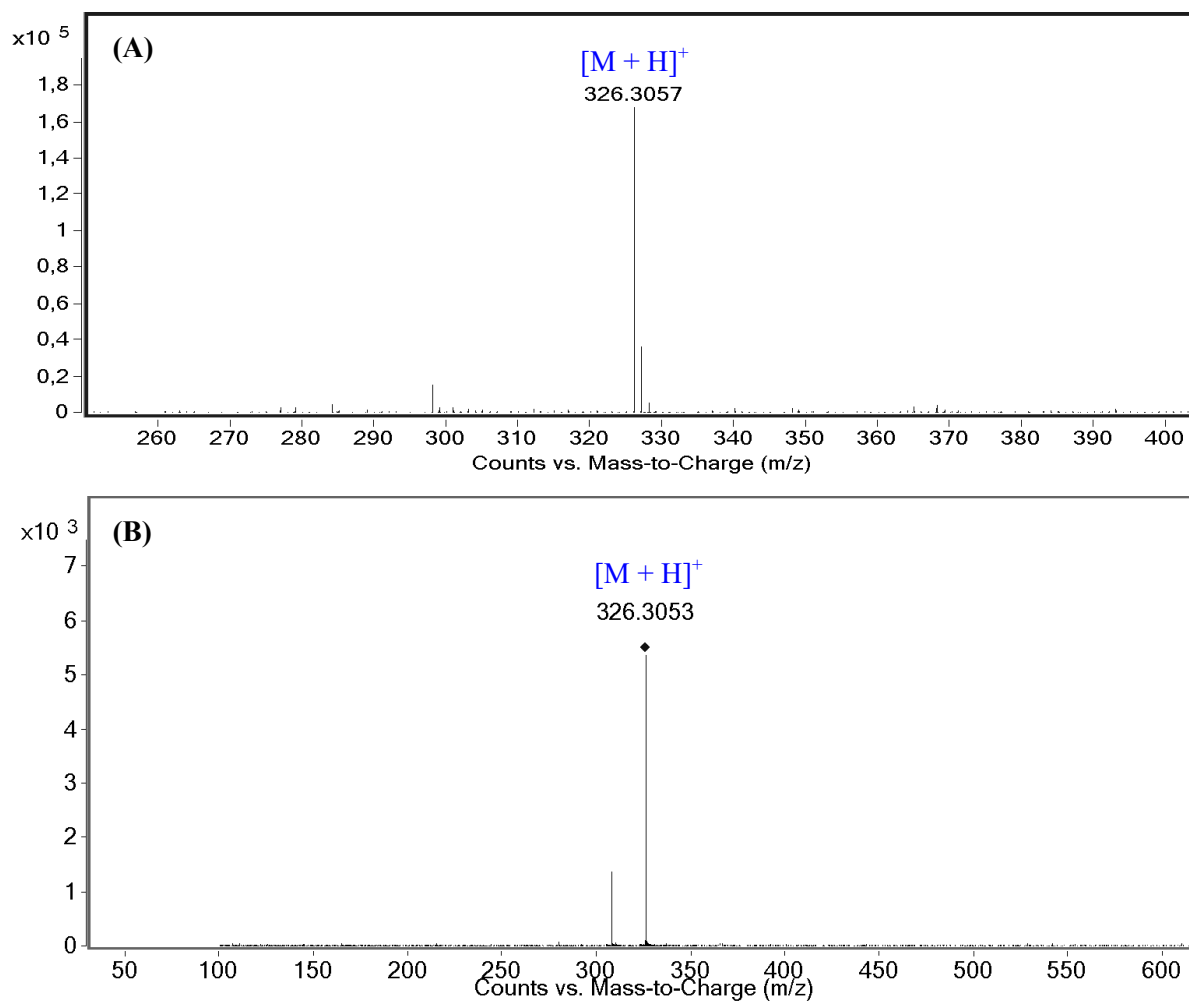 x10 5
(A)
[M + H]+
326.3057
1,8
1,6
1,4
1,2
1
0,8
0,6
0,4
0,2
0
260 270 280 290 300 310 320 330 340 350 360 370 380 390 400
Counts vs. Mass-to-Charge (m/z)
x10 3
(B)
[M + H]+
326.3053
7
6
5
4
3
2
1
0
50 100 150 200 250 300 350 400 450 500 550 600
Counts vs. Mass-to-Charge (m/z)